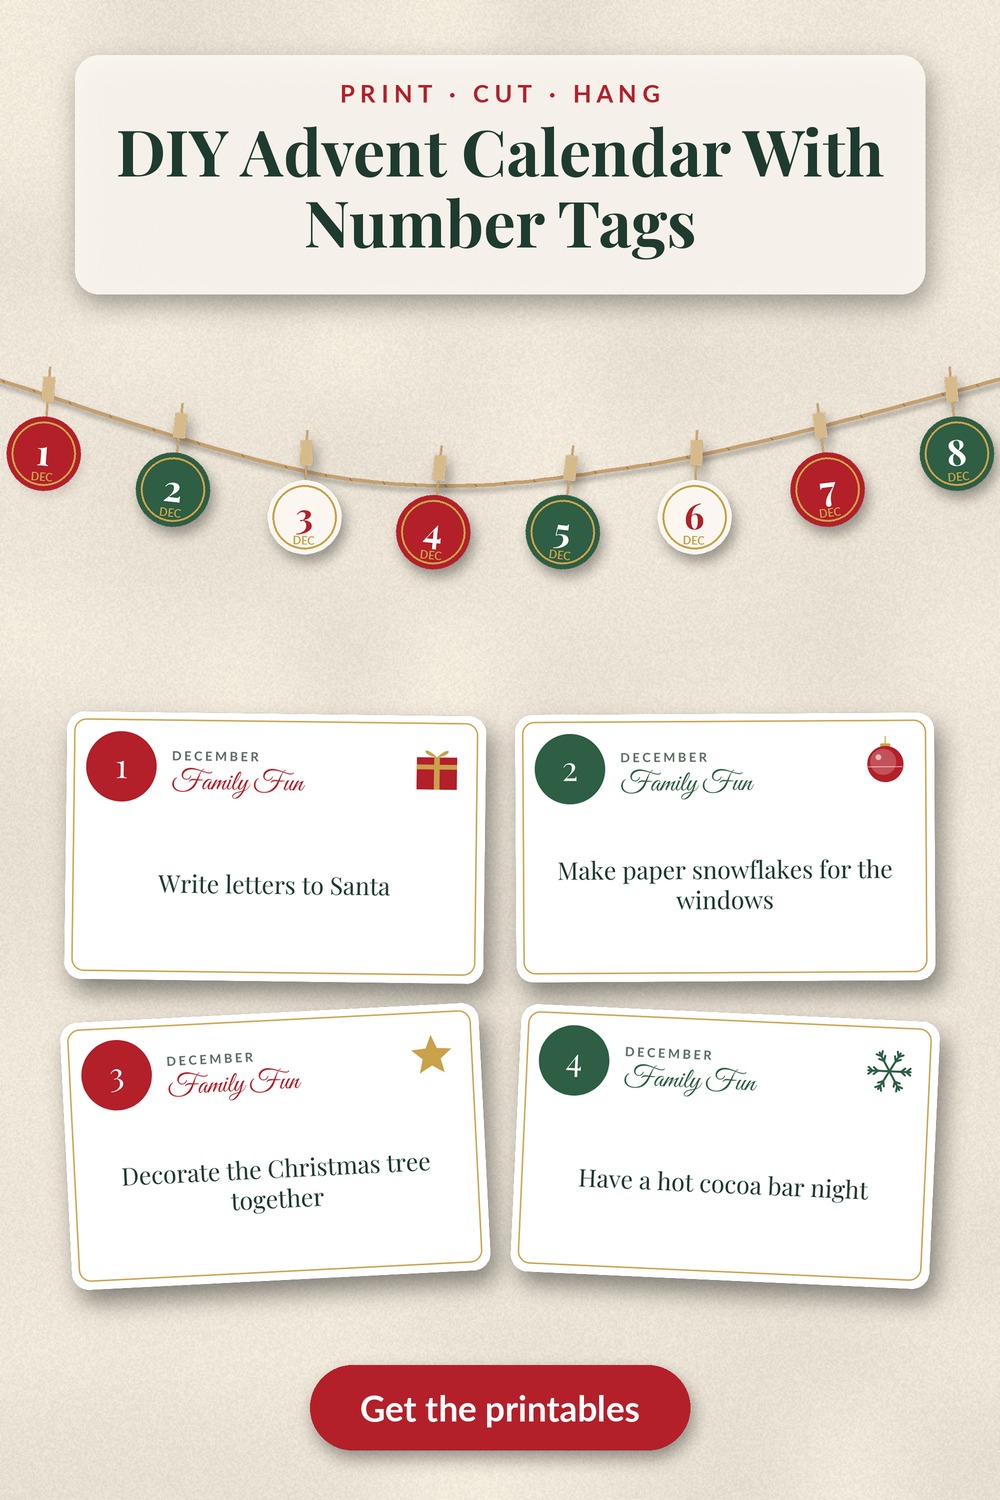 PRINT · CUT · HANG
DIY Advent Calendar With
Number Tags
1
DEC
2
DEC
3
DEC
4
DEC
5
DEC
6
DEC
7
DEC
8
DEC
1
DECEMBER
Family Fun
Write letters to Santa
2
DECEMBER
Family Fun
Make paper snowflakes for the
windows
3
DECEMBER
Family Fun
Decorate the Christmas tree
together
4
DECEMBER
Family Fun
Have a hot cocoa bar night
Get the printables